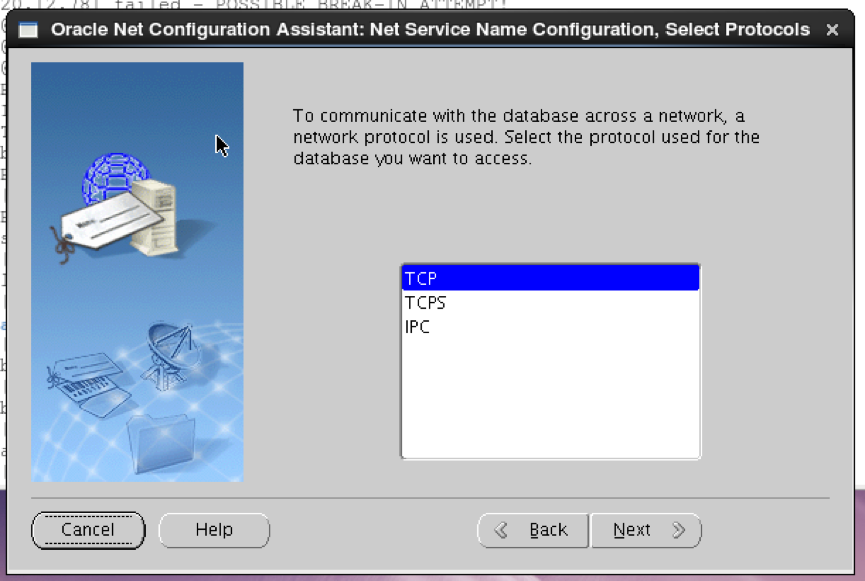 20.12.78] failed - POSSIBLE BREAK-IN ATTEMPT!
Oracle Net Configuration Assistant: Net Service Name Configuration, Select Protocols
To communicate with the database across a network, a
network protocol is used. Select the protocol used for the
database you want to access.
TCP
TCPS
IPC
Cancel
Help
Back
Next